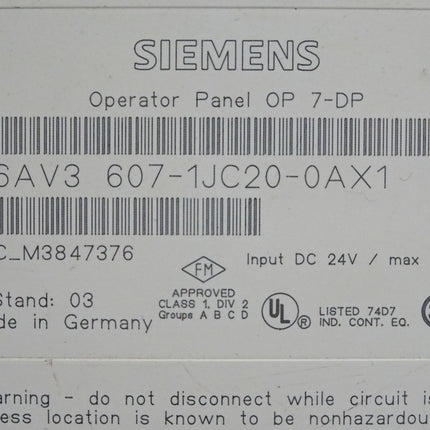 SIEMENS
Operator Panel OP 7-DP
6AV3 607-1JC20-0AX1
C_M3847376
FM
Input DC 24V / max
Stand: 03
APPROVED
CLASS 1, DIV 2
Groups A B C D
UL
®
LISTED 74D7
IND. CONT. EQ.
de in Germany
arning - do not disconnect while circuit is
ess location is known to be nonhazardou